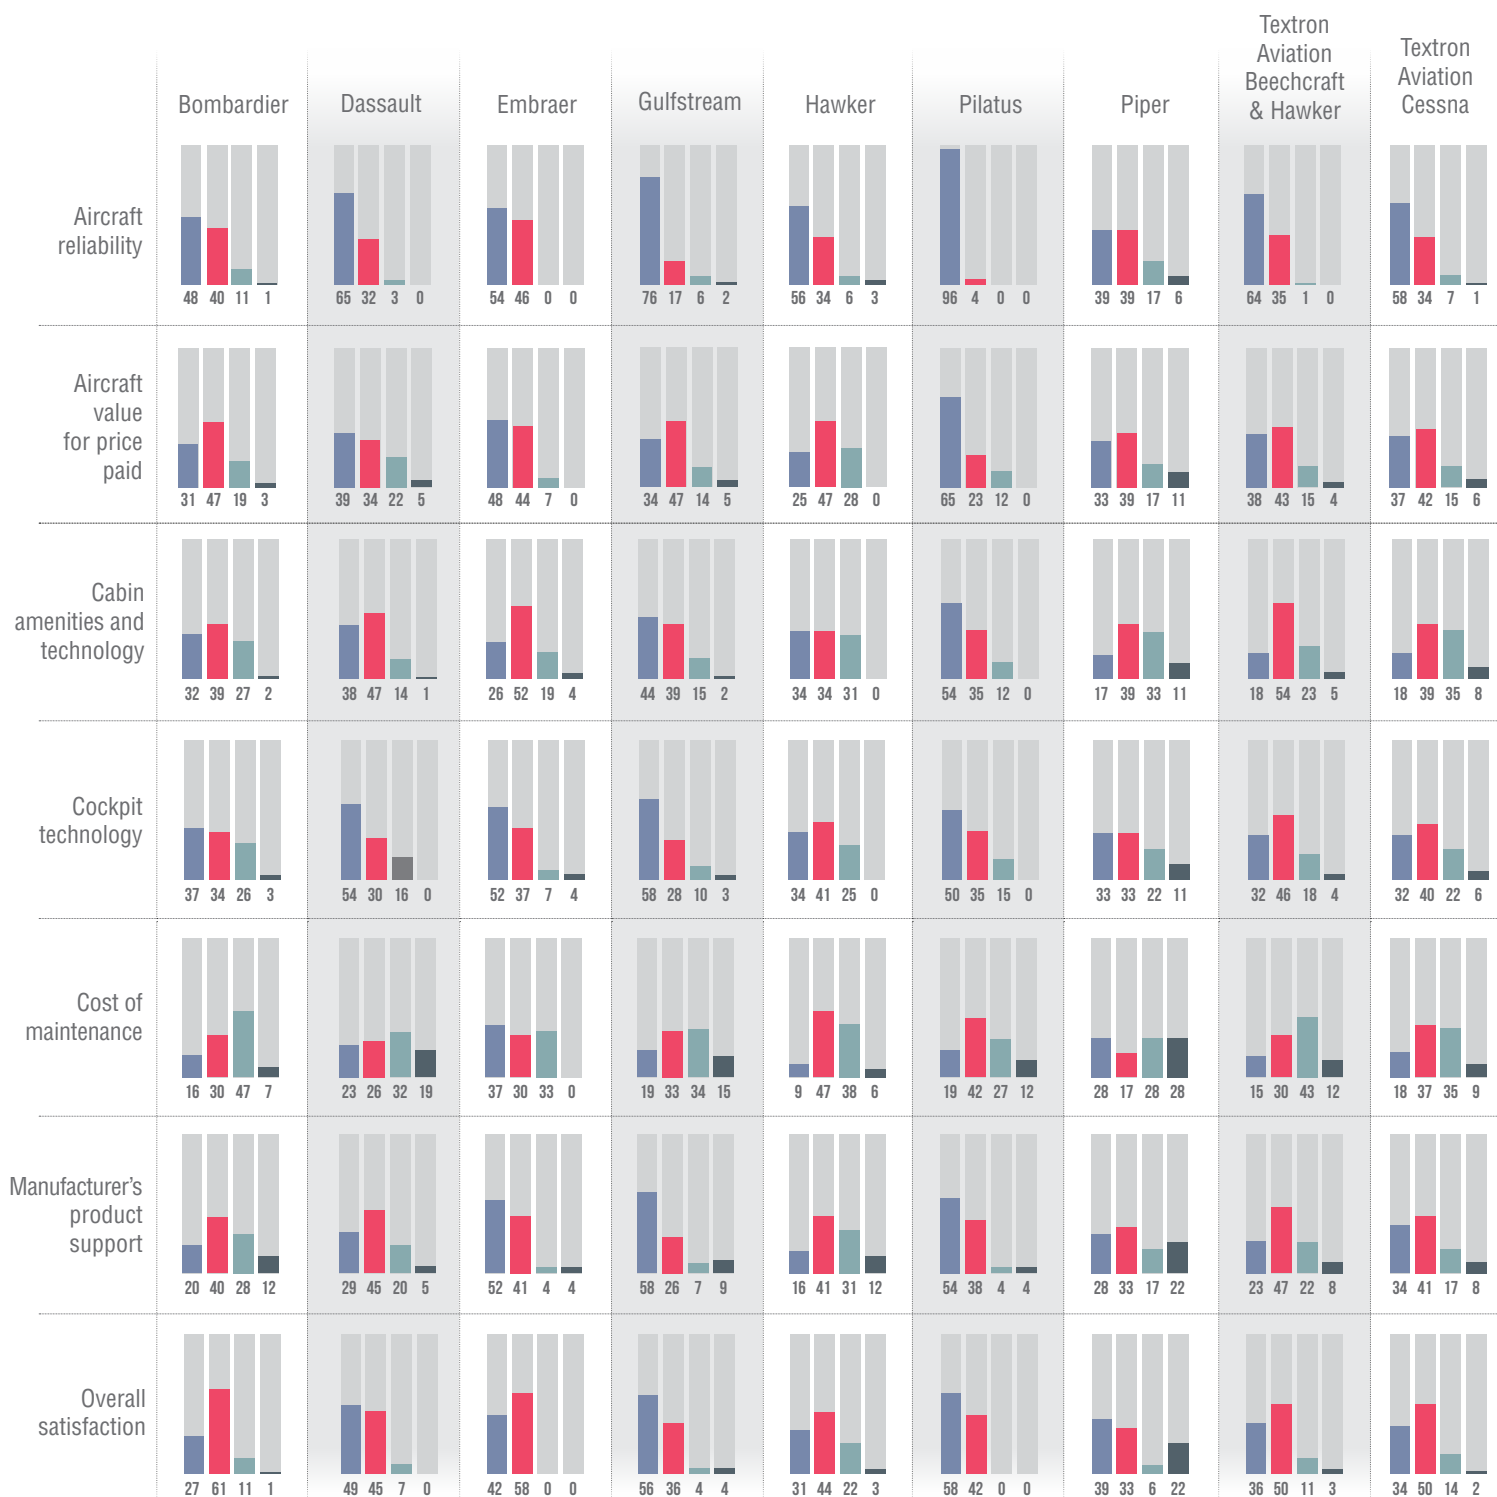 Textron
Aviation
Beechcraft
& Hawker
Textron
Aviation
Cessna
Bombardier Dassault Embraer Gulfstream Hawker Pilatus Piper
Aircraft
reliability
48 40 11 1 65 32 3 0 54 46 0 0 76 17 6 2 56 34 6 3 96 4 0 0 39 39 17 6 64 35 1 0 58 34 7 1
Aircraft
value
for price
paid
31 47 19 3 39 34 22 5 48 44 7 0 34 47 14 5 25 47 28 0 65 23 12 0 33 39 17 11 38 43 15 4 37 42 15 6
Cabin
amenities and
technology
32 39 27 2 38 47 14 1 26 52 19 4 44 39 15 2 34 34 31 0 54 35 12 0 17 39 33 11 18 54 23 5 18 39 35 8
Cockpit
technology
37 34 26 3 54 30 16 0 52 37 7 4 58 28 10 3 34 41 25 0 50 35 15 0 33 33 22 11 32 46 18 4 32 40 22 6
Cost of
maintenance
16 30 47 7 23 26 32 19 37 30 33 0 19 33 34 15 9 47 38 6 19 42 27 12 28 17 28 28 15 30 43 12 18 37 35 9
Manufacturer's
product
support
20 40 28 12 29 45 20 5 52 41 4 4 58 26 7 9 16 41 31 12 54 38 4 4 28 33 17 22 23 47 22 8 34 41 17 8
Overall
satisfaction
27 61 11 1 49 45 7 0 42 58 0 0 56 36 4 4 31 44 22 3 58 42 0 0 39 33 6 22 36 50 11 3 34 50 14 2